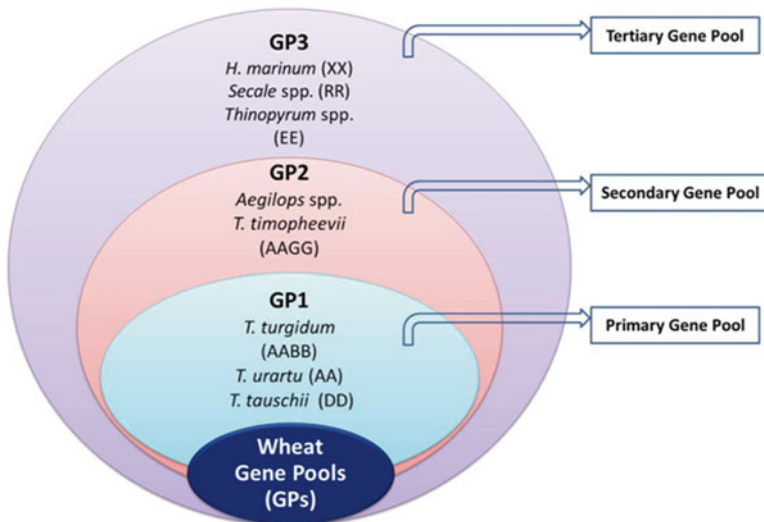 GP3
H. marinum (XX)
Secale spp. (RR)
Thinopyrum spp.
(EE)
Tertiary Gene Pool
GP2
Aegilops spp.
T. timopheevii
(AAGG)
Secondary Gene Pool
GP1
T. turgidum
(AABB)
T. urartu (AA)
T. tauschii (DD)
Primary Gene Pool
Wheat
Gene Pools
(GPs)